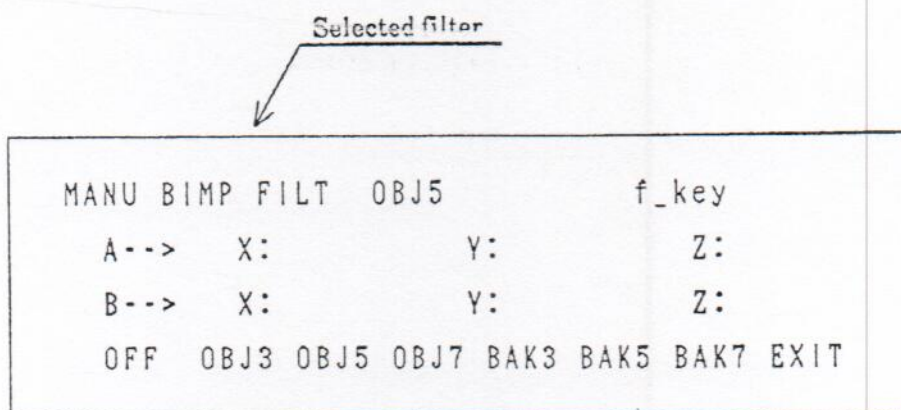 Selected filter
MANU BIMP FILT OBJ5 f_key
A--> X: Y: Z:
B--> X: Y: Z:
OFF OBJ3 OBJ5 OBJ7 BAK3 BAK5 BAK7 EXIT